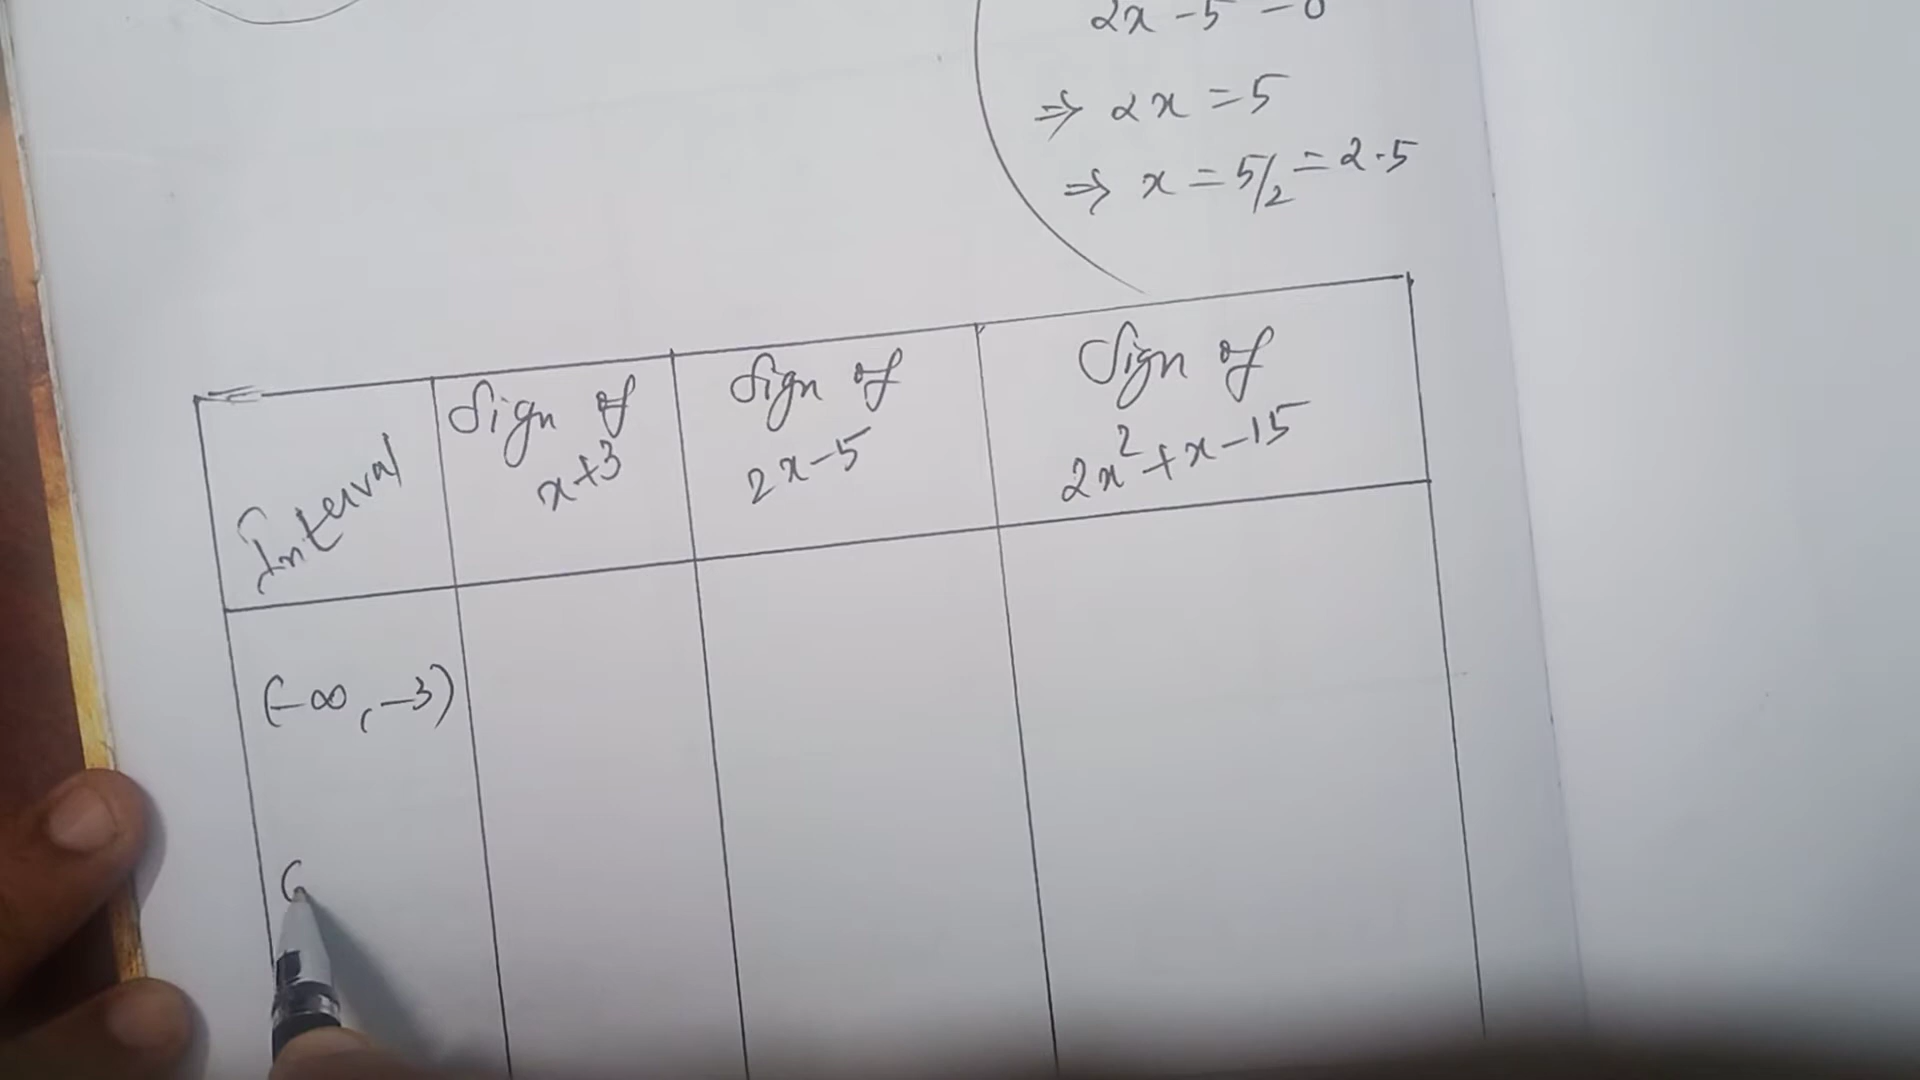 2x - 5 = 0
⇒ 2x = 5
⇒ x = 5/2 = 2.5
Interval
Sign of
x+3
Sign of
2x-5
Sign of
2x²+x-15
(-∞, -3)
(